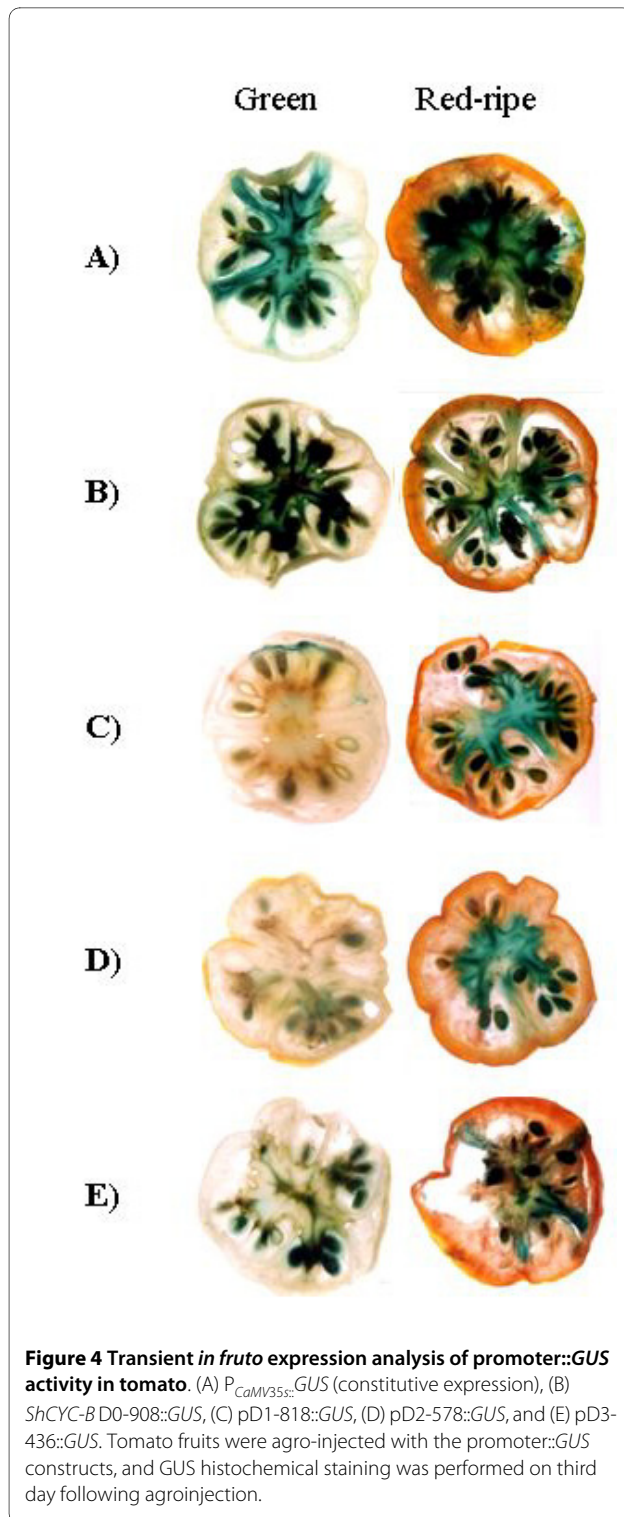 Green Red-ripe
A)
B)
C)
D)
E)
Figure 4 Transient in fruto expression analysis of promoter::GUS
activity in tomato. (A) PCaMV35s::GUS (constitutive expression), (B)
ShCYC-B D0-908::GUS, (C) pD1-818::GUS, (D) pD2-578::GUS, and (E) pD3-
436::GUS. Tomato fruits were agro-injected with the promoter::GUS
constructs, and GUS histochemical staining was performed on third
day following agroinjection.